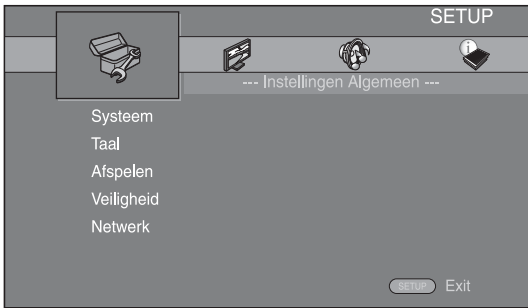 SETUP
--- Instellingen Algemeen ---
Systeem
Taal
Afspelen
Veiligheid
Netwerk
SETUP Exit